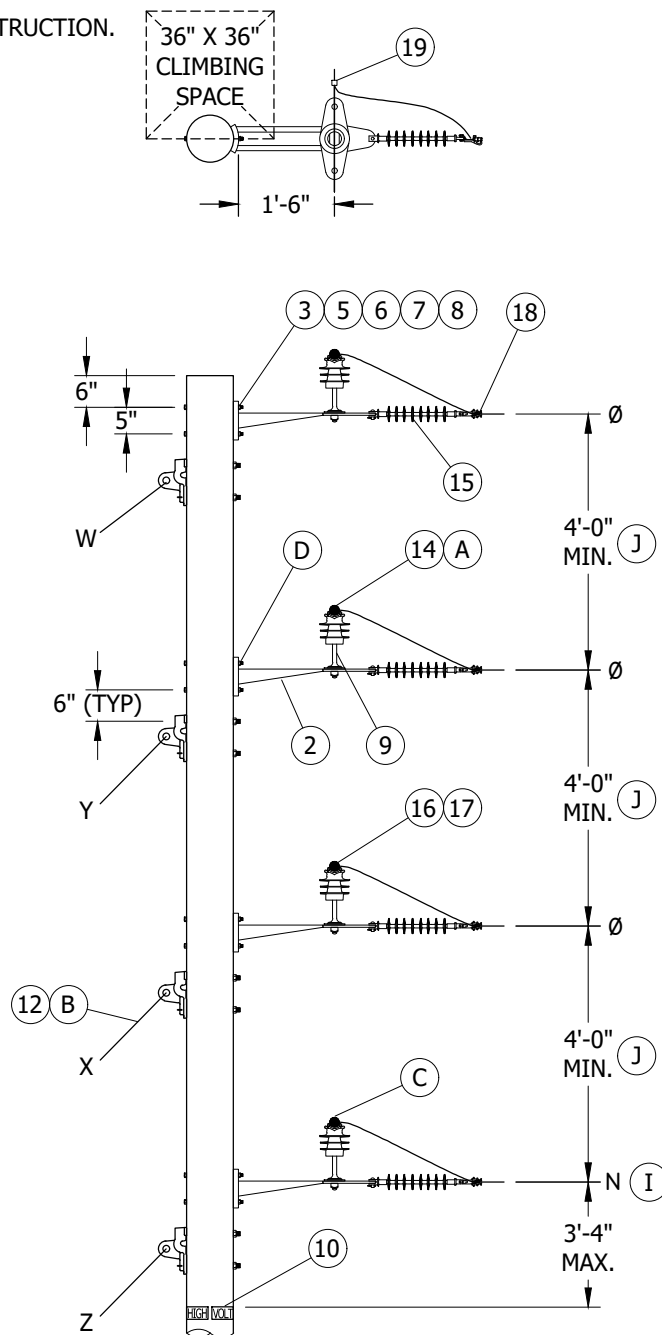 TRUCTION.
36" X 36"
CLIMBING
SPACE
19
1'-6"
3 5 6 7 8 18
6"
5"
Ø
15
W
4'-0"
MIN. J
D 14 A
Ø
6" (TYP)
2 9
Y
4'-0"
MIN. J
16 17
Ø
12 B
X
4'-0"
MIN. J
C
N I
3'-4"
MAX.
10
Z
HIGH VOLT